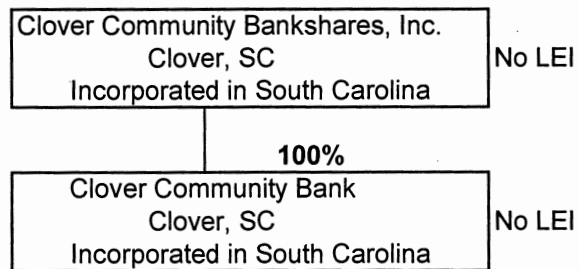 Clover Community Bankshares, Inc.
Clover, SC
No LEI
Incorporated in South Carolina
100%
Clover Community Bank
Clover, SC
No LEI
Incorporated in South Carolina